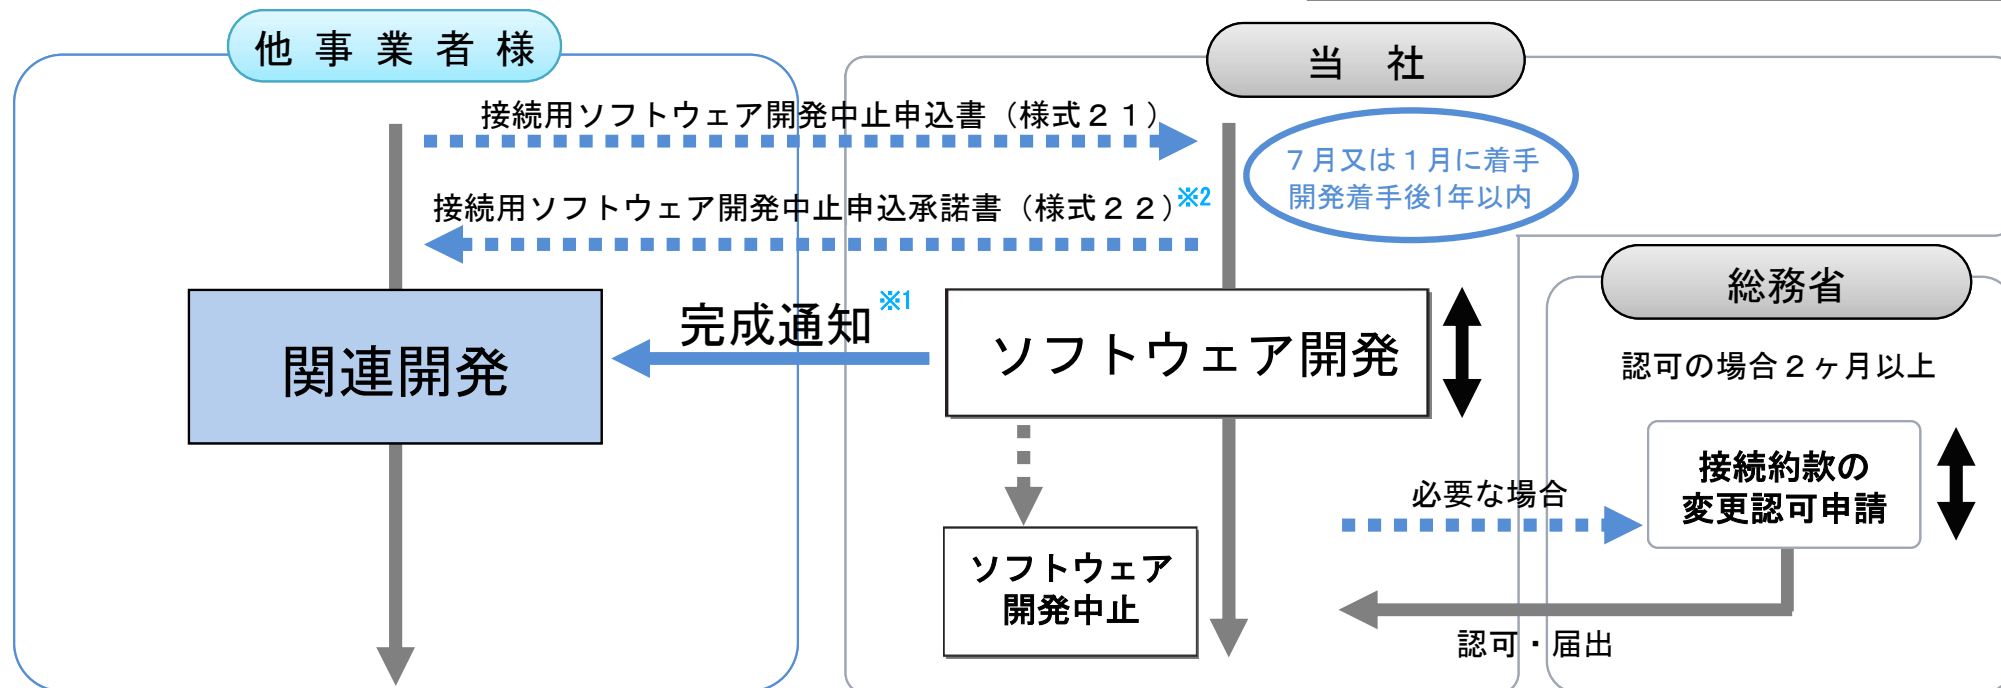 他事業者様
当 社
接続用ソフトウェア開発中止申込書（様式２１）
７月又は１月に着手
開発着手後1年以内
接続用ソフトウェア開発中止申込承諾書（様式２２）※2
総務省
完成通知※1
ソフトウェア開発
関連開発
認可の場合２ヶ月以上
接続約款の
変更認可申請
必要な場合
ソフトウェア
開発中止
認可・届出